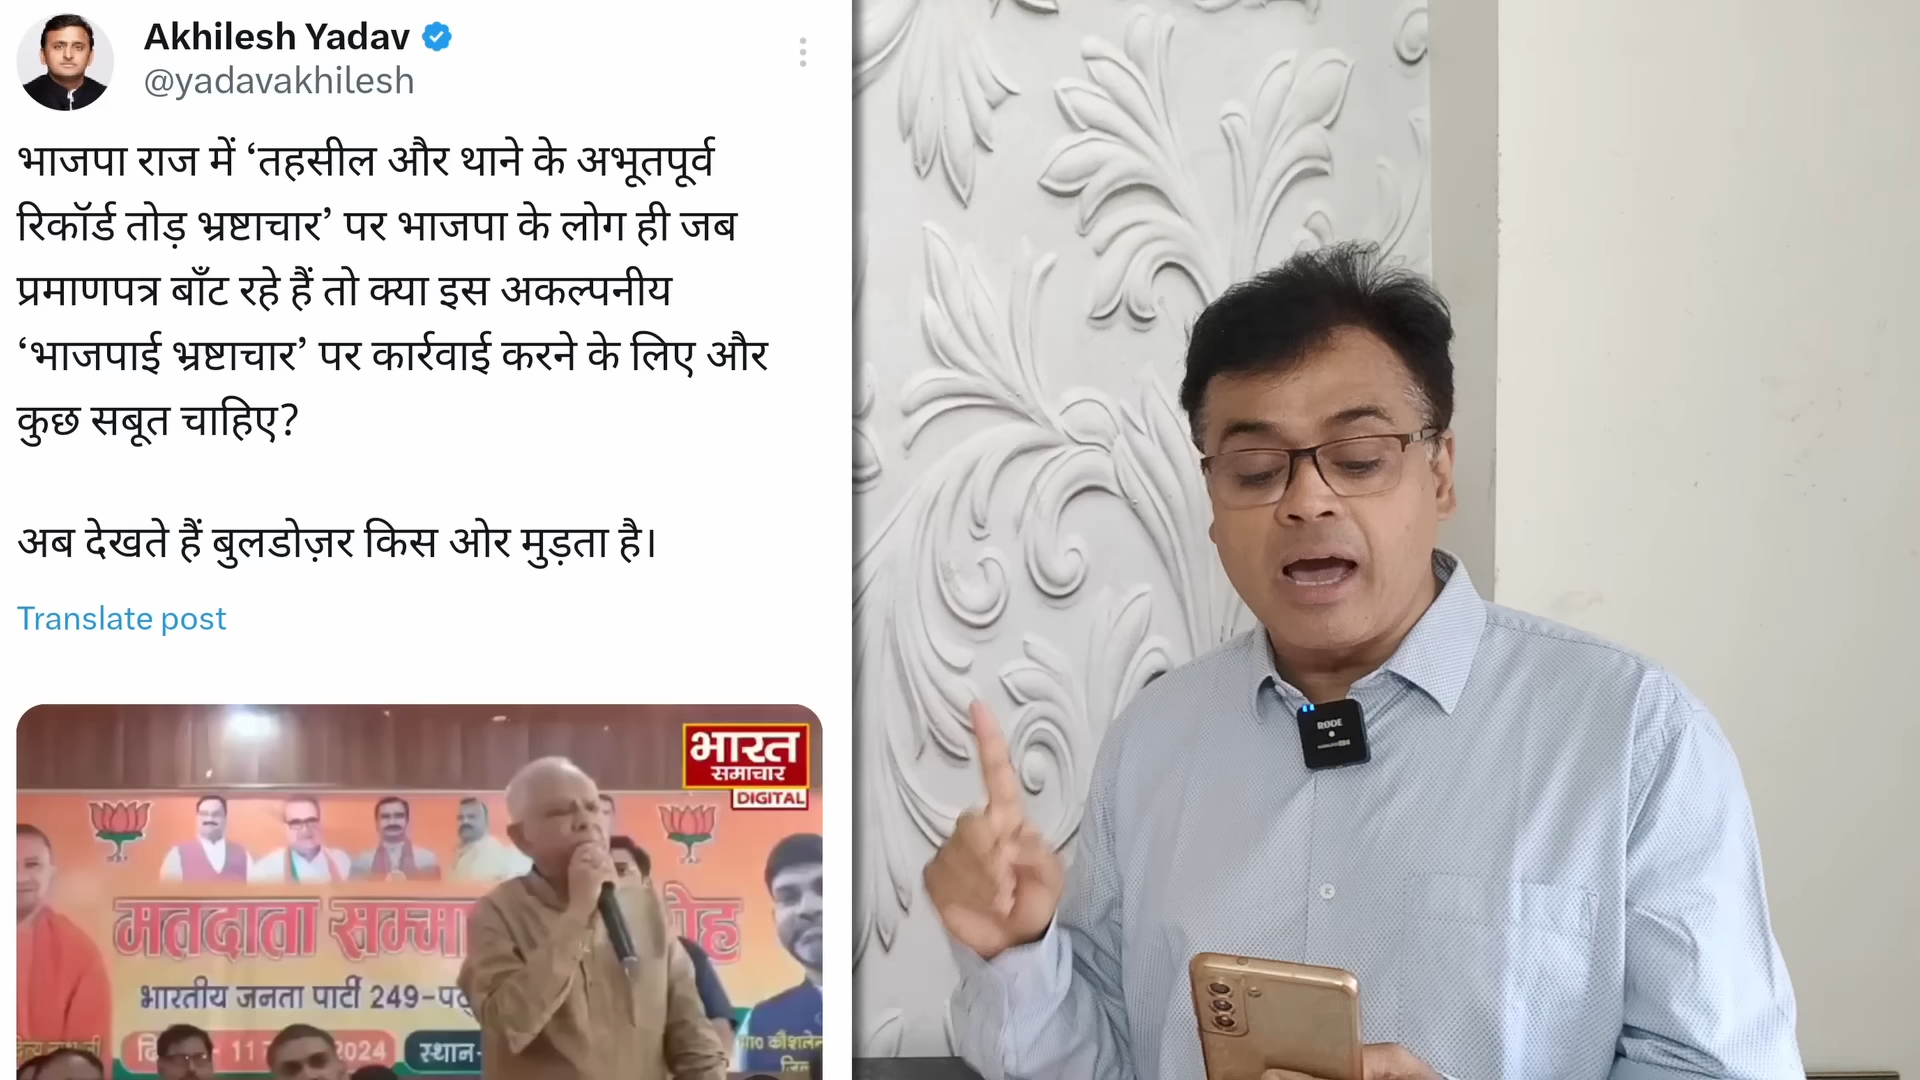 Akhilesh Yadav
@yadavakhilesh
भाजपा राज में ‘तहसील और थाने के अभूतपूर्व
रिकॉर्ड तोड़ भ्रष्टाचार’ पर भाजपा के लोग ही जब
प्रमाणपत्र बाँट रहे हैं तो क्या इस अकल्पनीय
‘भाजपाई भ्रष्टाचार’ पर कार्रवाई करने के लिए और
कुछ सबूत चाहिए?
अब देखते हैं बुलडोज़र किस ओर मुड़ता है।
Translate post
भारत
समाचार
DIGITAL
मतदाता
भारतीय जनता पार्टी 249-
11
2024
स्थान-
RØDE